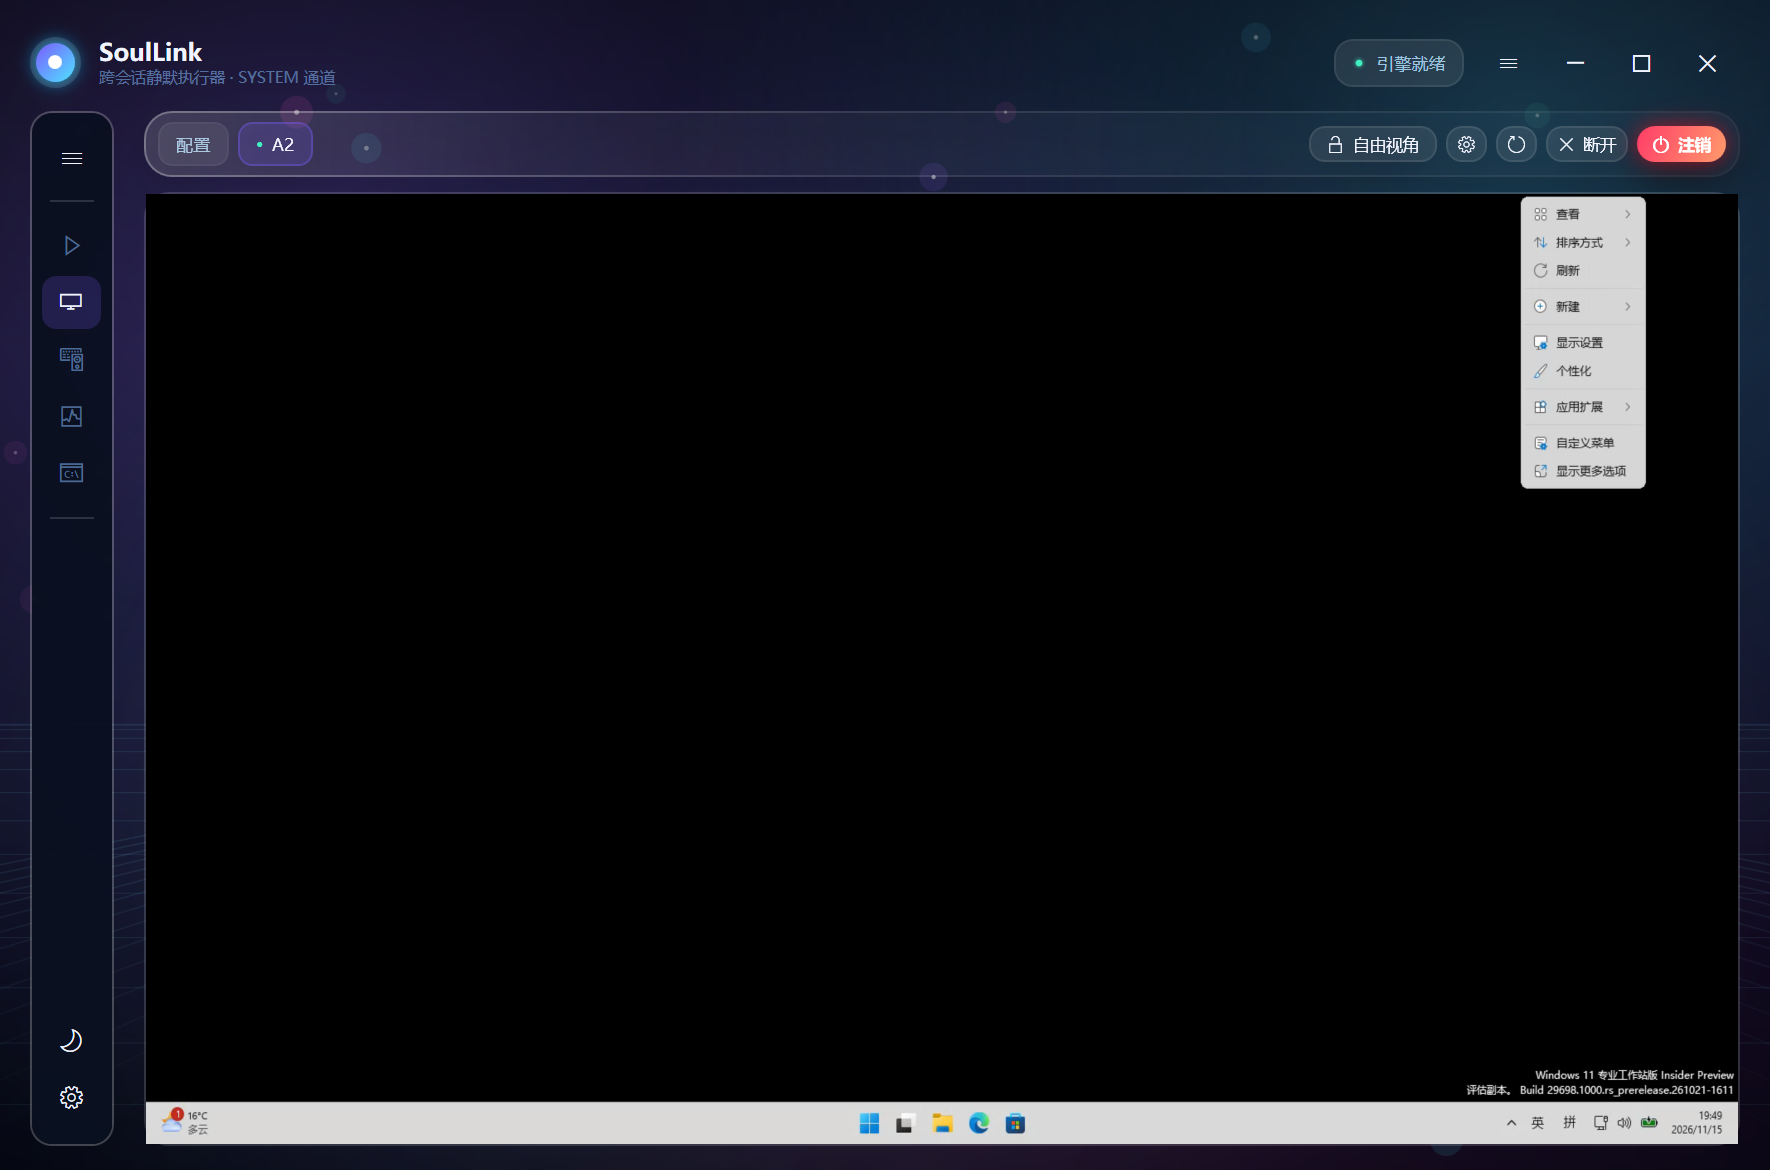 SoulLink
跨会话静默执行器 · SYSTEM 通道
引擎就绪
配置
A2
自由视角
断开
注销
查看
排序方式
刷新
新建
显示设置
个性化
应用扩展
自定义菜单
显示更多选项
C:\
Windows 11 专业工作站版 Insider Preview
评估副本。 Build 29698.1000.rs_prerelease.261021-1611
1
16°C
多云
英
拼
19:49
2026/11/15